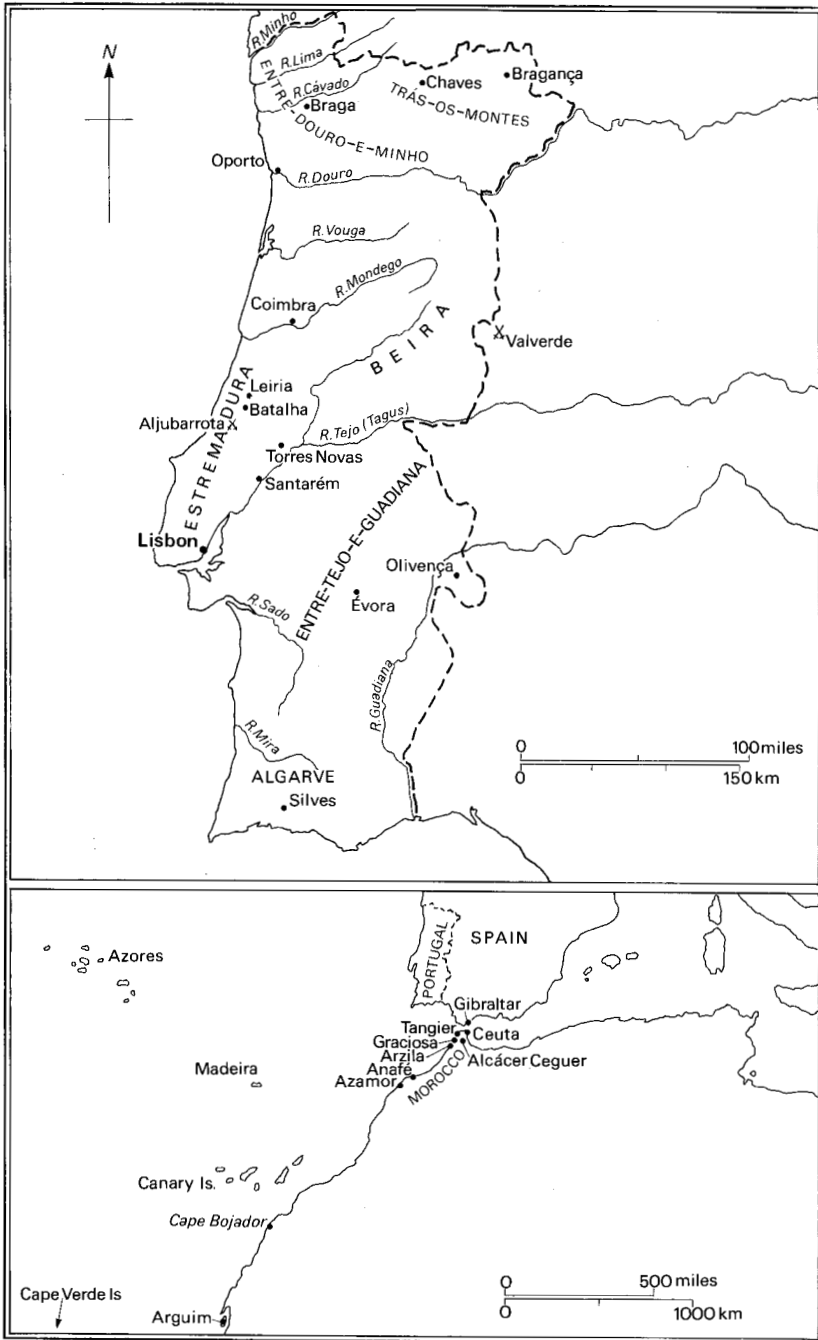 N
R.Minho
R.Lima
R.Cávado
ENTRE-DOURO-E-MINHO
Braga
Chaves
Bragança
TRÁS-OS-MONTES
Oporto
R.Douro
R.Vouga
R.Mondego
Coimbra
BEIRA
Valverde
ESTREMADURA
Leiria
Batalha
Aljubarrota
R.Tejo (Tagus)
Torres Novas
Santarém
Lisbon
ENTRE-TEJO-E-GUADIANA
Olivença
Évora
R.Sado
R.Guadiana
R.Mira
ALGARVE
Silves
0 100 miles
0 150 km
Azores
PORTUGAL
SPAIN
Gibraltar
Tangier
Ceuta
Graciosa
Arzila
Alcácer Ceguer
Anafé
Azamor
MOROCCO
Madeira
Canary Is.
Cape Bojador
Cape Verde Is
Arguim
0 500 miles
0 1000 km